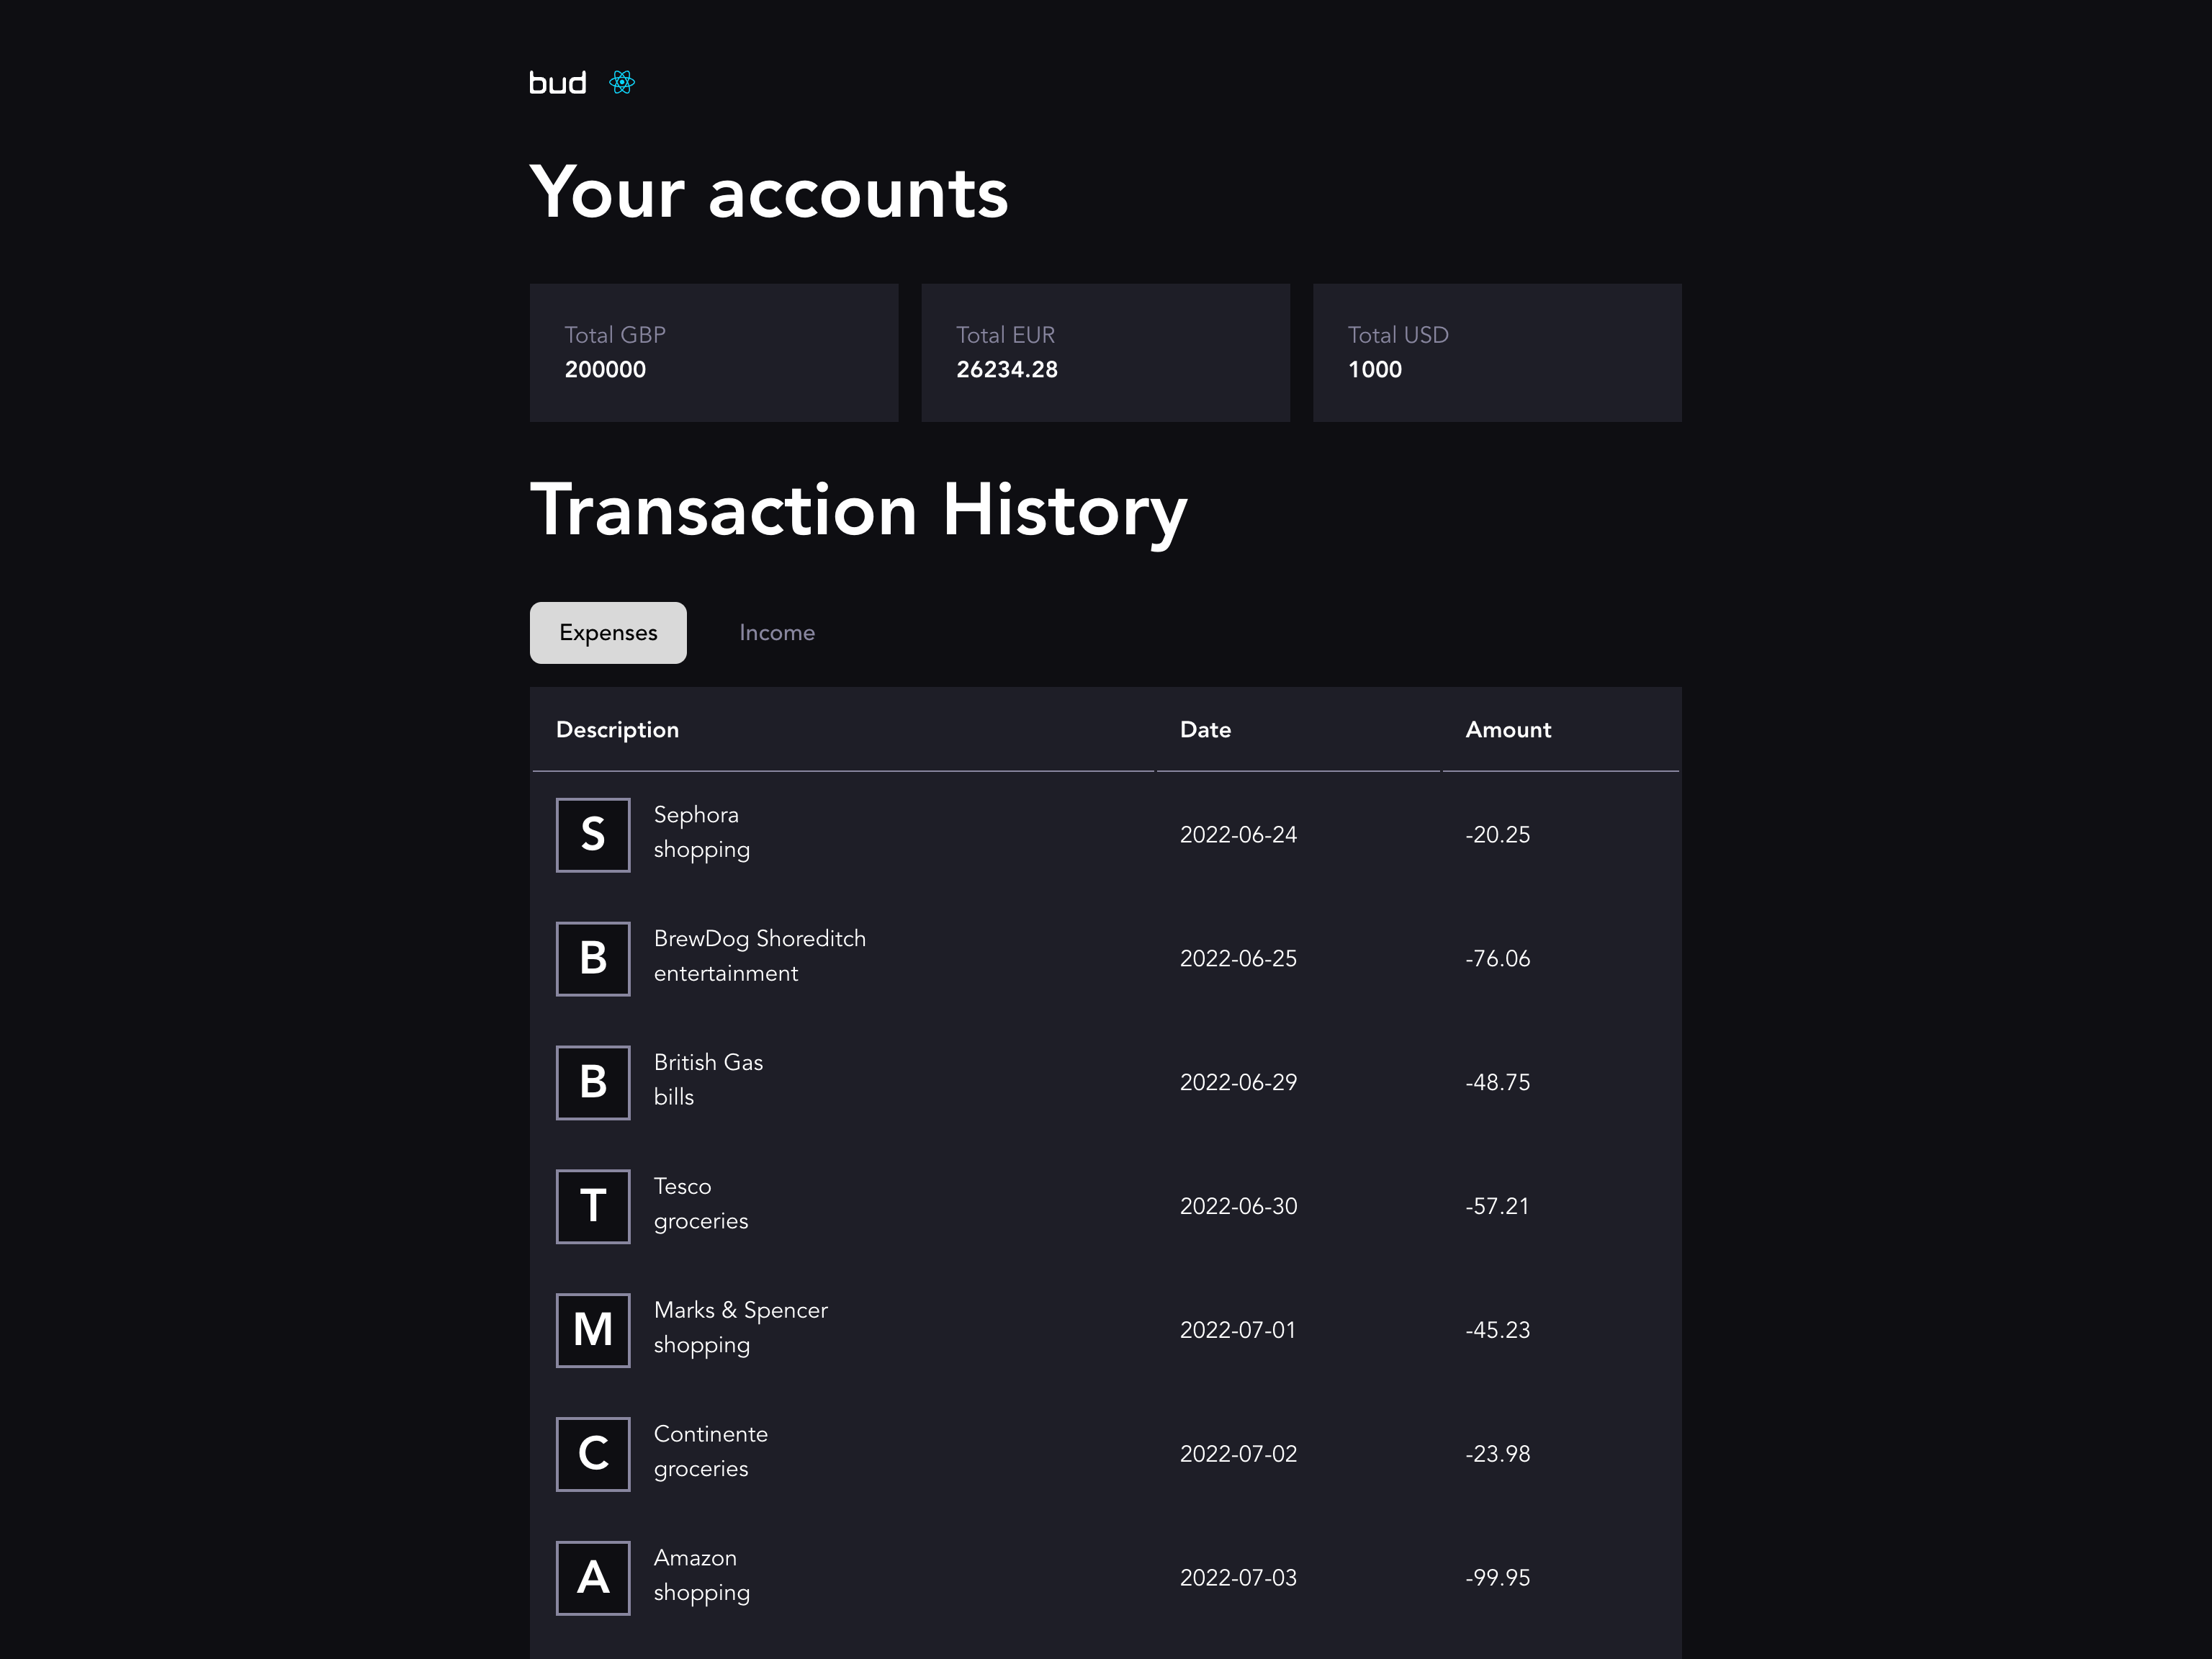 bud
Your accounts
Total GBP
200000
Total EUR
26234.28
Total USD
1000
Transaction History
Expenses
Income
Description Date Amount
S
Sephora
shopping
2022-06-24
-20.25
B
BrewDog Shoreditch
entertainment
2022-06-25
-76.06
B
British Gas
bills
2022-06-29
-48.75
T
Tesco
groceries
2022-06-30
-57.21
M
Marks & Spencer
shopping
2022-07-01
-45.23
C
Continente
groceries
2022-07-02
-23.98
A
Amazon
shopping
2022-07-03
-99.95